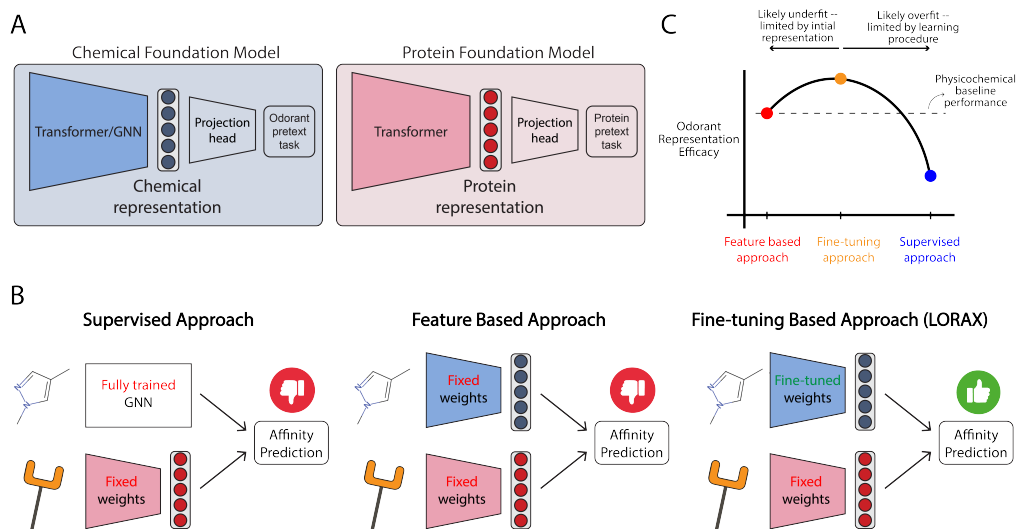 A
Chemical Foundation Model
Transformer/GNN
Projection
head
Odorant
pretext
task
Chemical
representation
Protein Foundation Model
Transformer
Projection
head
Protein
pretext
task
Protein
representation
C
Likely underfit --
limited by intial
representation
Likely overfit --
limited by learning
procedure
Physicochemical
baseline
performance
Odorant
Representation
Efficacy
Feature based
approach
Fine-tuning
approach
Supervised
approach
B
Supervised Approach
Fully trained
GNN
Fixed
weights
Affinity
Prediction
Feature Based Approach
Fixed
weights
Fixed
weights
Affinity
Prediction
Fine-tuning Based Approach (LORAX)
Fine-tuned
weights
Fixed
weights
Affinity
Prediction